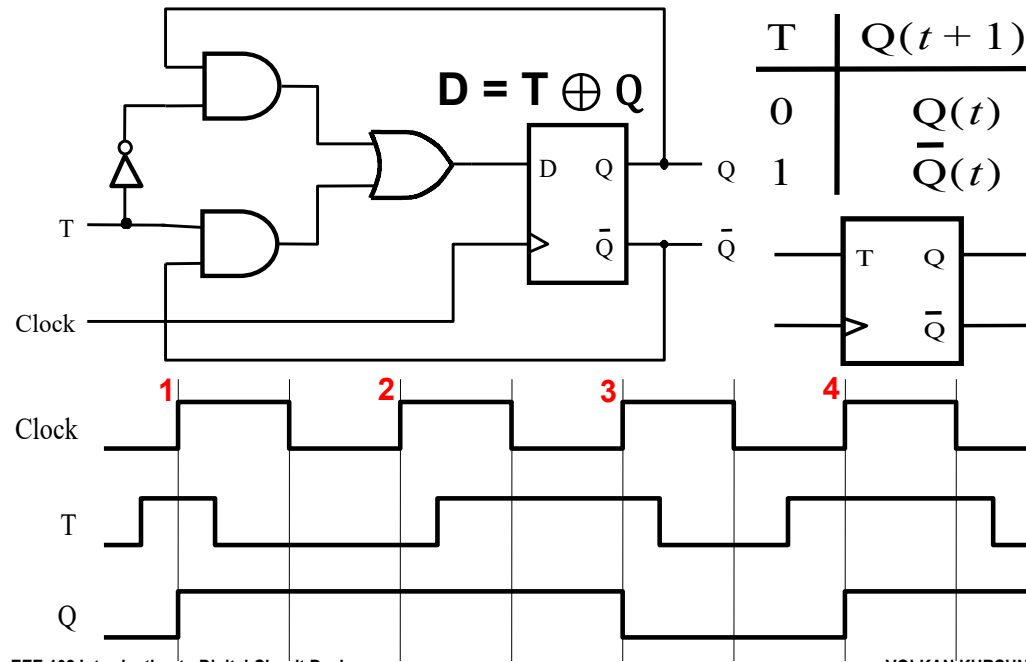 T Q(t + 1)
D = T ⊕ Q
0 Q(t)
1 Q̅(t)
D Q Q
T
Q̅ Q̅
Clock
T Q
Q̅
1 2 3 4
Clock
T
Q